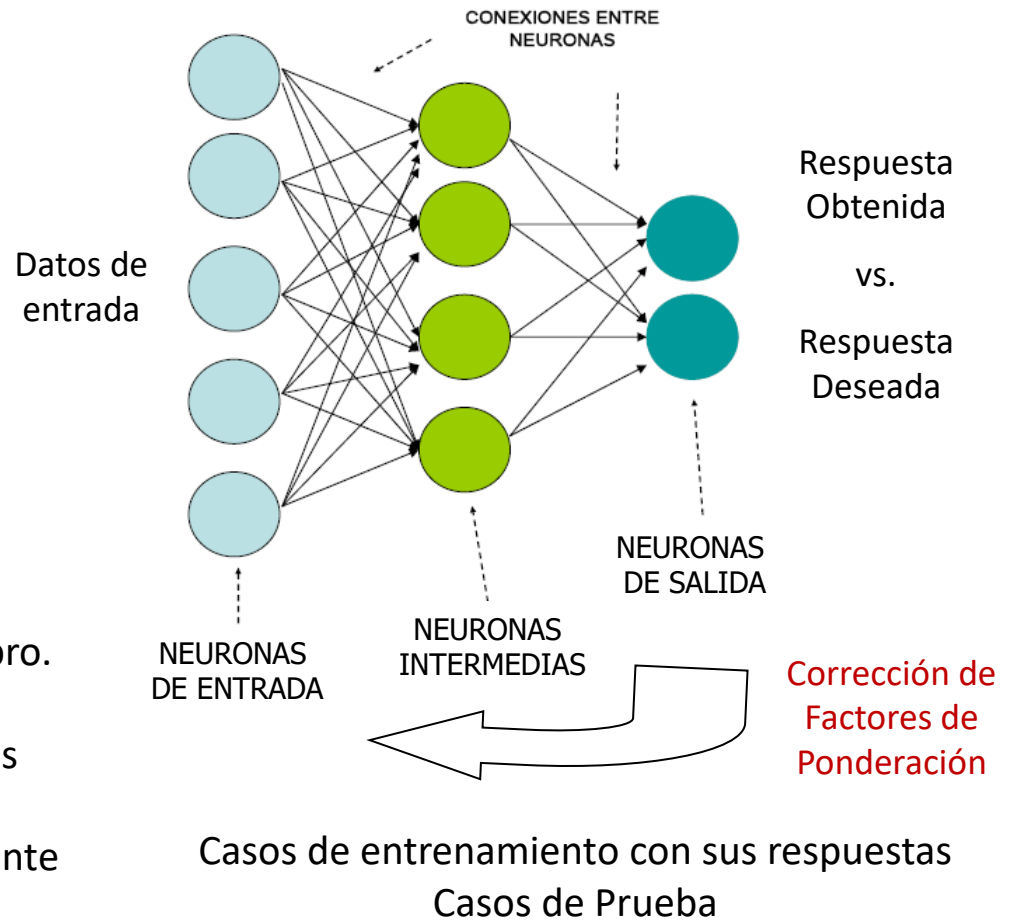 CONEXIONES ENTRE
NEURONAS
Datos de
entrada
Respuesta
Obtenida
vs.
Respuesta
Deseada
NEURONAS
DE SALIDA
NEURONAS
INTERMEDIAS
NEURONAS
DE ENTRADA
Corrección de
Factores de
Ponderación
Casos de entrenamiento con sus respuestas
Casos de Prueba